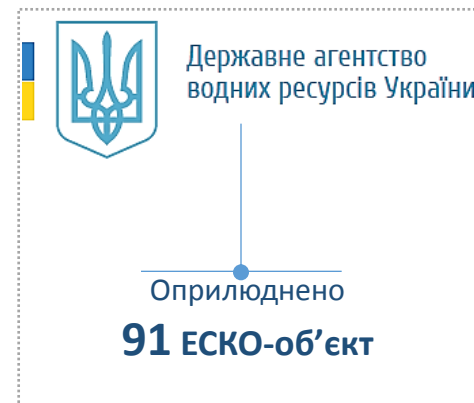 Державне агентство
водних ресурсів України
Оприлюднено
91 ЕСКО-об’єкт